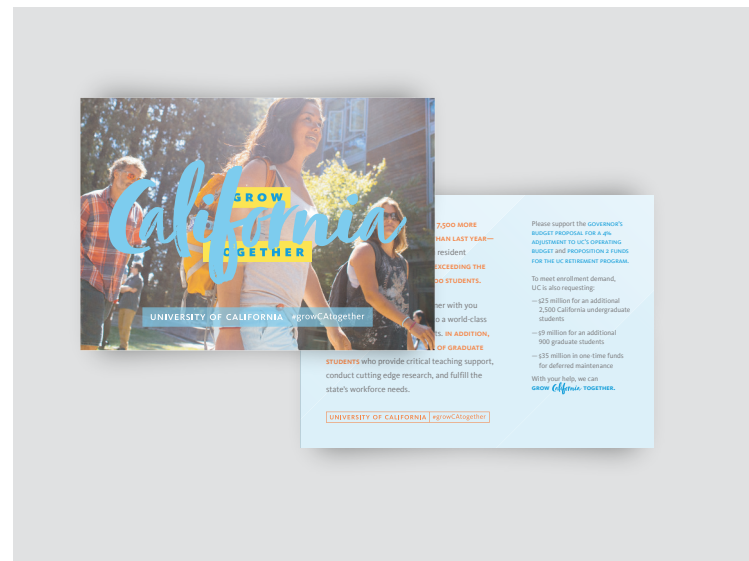 GROW
California
TOGETHER
UNIVERSITY OF CALIFORNIA #growCAtogether
7,500 MORE
THAN LAST YEAR—
resident
EXCEEDING THE
STUDENTS.
with you
to a world-class
IN ADDITION,
OF GRADUATE
STUDENTS who provide critical teaching support,
conduct cutting edge research, and fulfill the
state's workforce needs.
UNIVERSITY OF CALIFORNIA #growCAtogether
Please support the GOVERNOR'S
BUDGET PROPOSAL FOR A 4%
ADJUSTMENT TO UC'S OPERATING
BUDGET and PROPOSITION 2 FUNDS
FOR THE UC RETIREMENT PROGRAM.
To meet enrollment demand,
UC is also requesting:
—$25 million for an additional
2,500 California undergraduate
students
—$9 million for an additional
900 graduate students
—$35 million in one-time funds
for deferred maintenance
With your help, we can
GROW California TOGETHER.